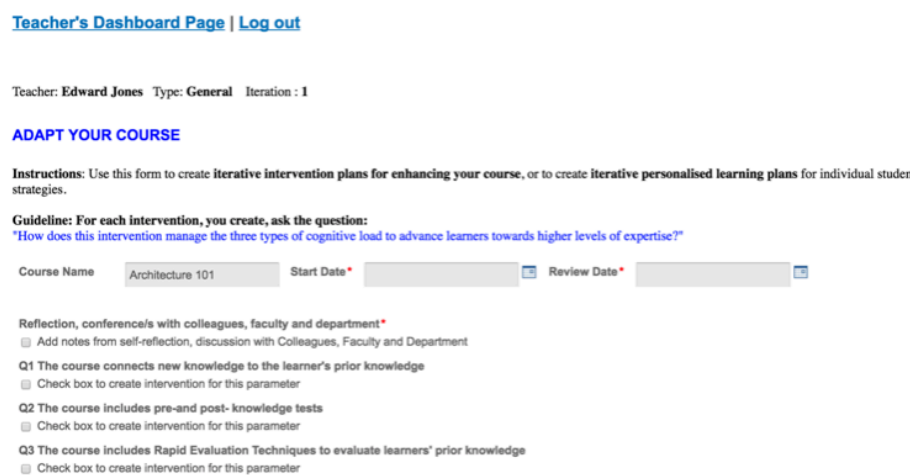 Teacher's Dashboard Page | Log out
Teacher: Edward Jones Type: General Iteration : 1
ADAPT YOUR COURSE
Instructions: Use this form to create iterative intervention plans for enhancing your course, or to create iterative personalised learning plans for individual
strategies.
Guideline: For each intervention, you create, ask the question:
"How does this intervention manage the three types of cognitive load to advance learners towards higher levels of expertise?"
Course Name Architecture 101 Start Date* Review Date*
Reflection, conference/s with colleagues, faculty and department*
Add notes from self-reflection, discussion with Colleagues, Faculty and Department
Q1 The course connects new knowledge to the learner's prior knowledge
Check box to create intervention for this parameter
Q2 The course includes pre-and post- knowledge tests
Check box to create intervention for this parameter
Q3 The course includes Rapid Evaluation Techniques to evaluate learners' prior knowledge
Check box to create intervention for this parameter